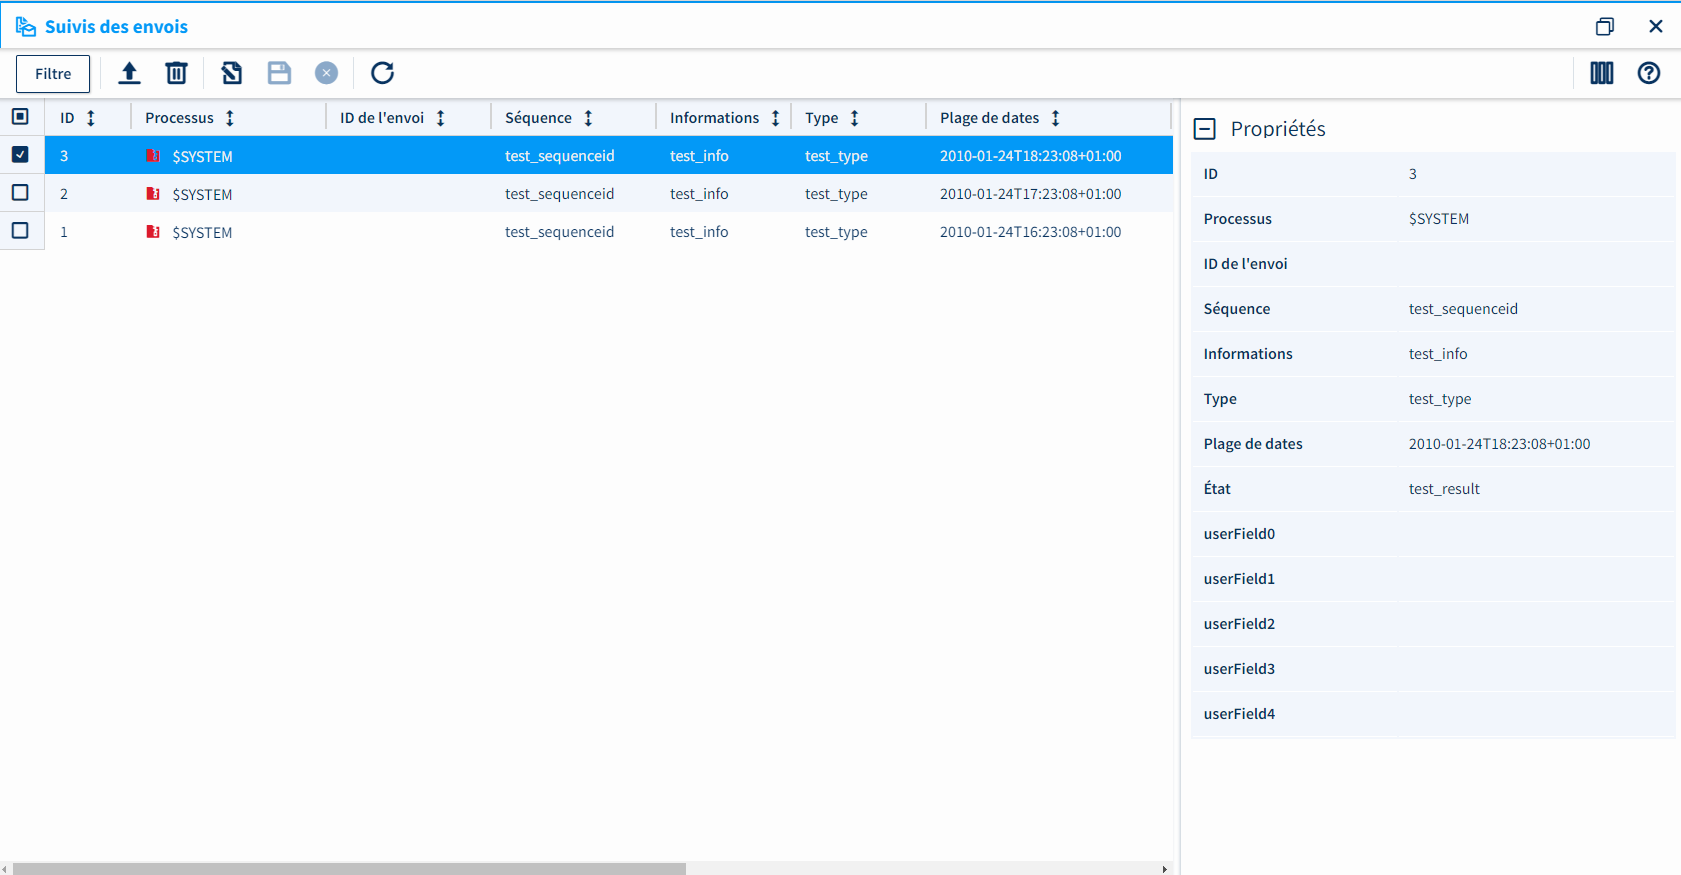 Suivis des envois
Filtre
ID Processus ID de l'envoi Séquence Informations Type Plage de dates
3 $SYSTEM test_sequenceid test_info test_type 2010-01-24T18:23:08+01:00
2 $SYSTEM test_sequenceid test_info test_type 2010-01-24T17:23:08+01:00
1 $SYSTEM test_sequenceid test_info test_type 2010-01-24T16:23:08+01:00
Propriétés
ID 3
Processus $SYSTEM
ID de l'envoi
Séquence test_sequenceid
Informations test_info
Type test_type
Plage de dates 2010-01-24T18:23:08+01:00
État test_result
userField0
userField1
userField2
userField3
userField4